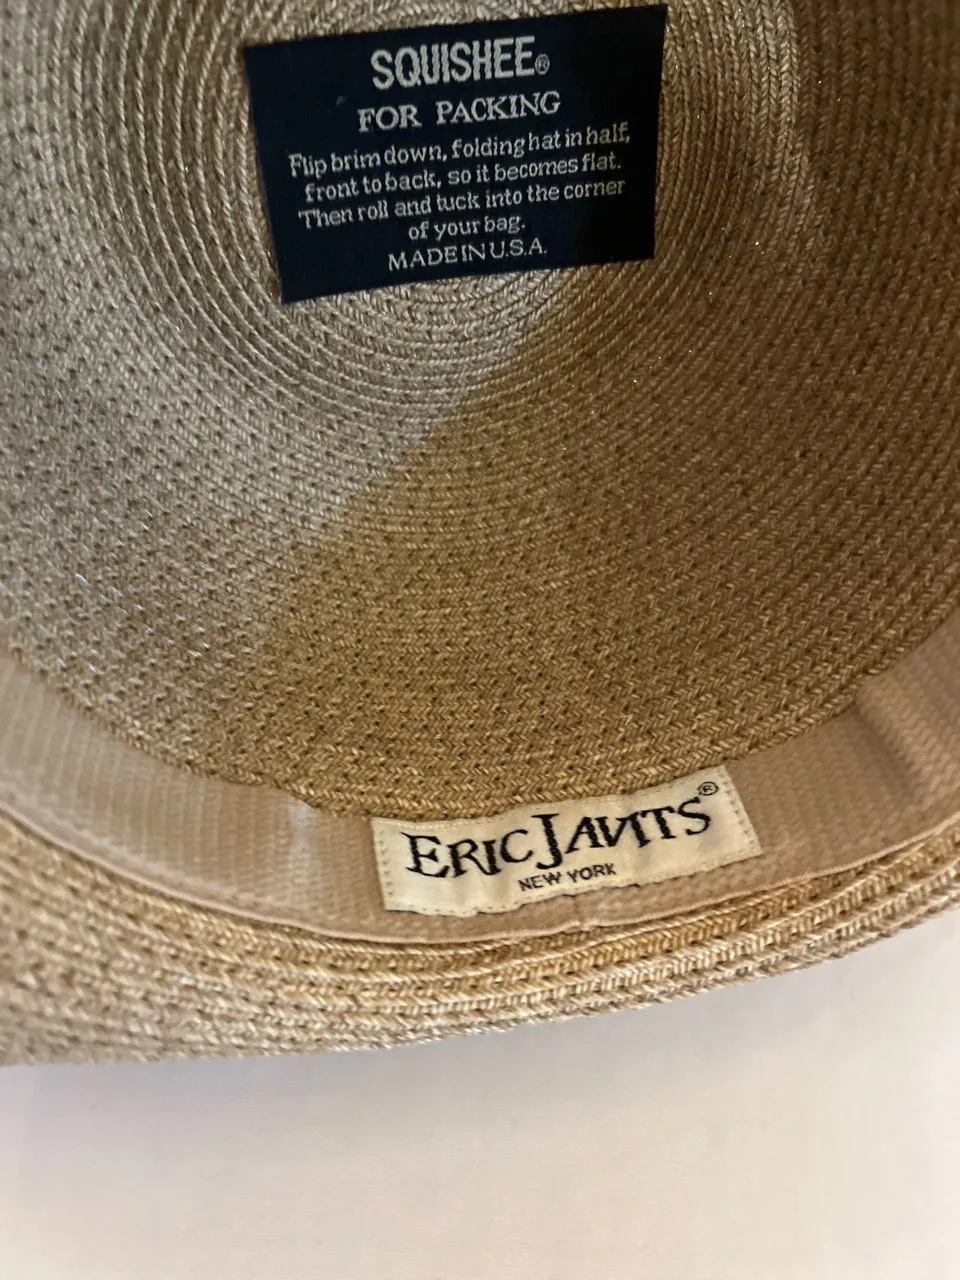 SQUISHEE®
FOR PACKING
Flip brim down, folding hat in half,
front to back, so it becomes flat.
Then roll and tuck into the corner
of your bag.
MADE IN U.S.A.
ERIC JAVITS®
NEW YORK